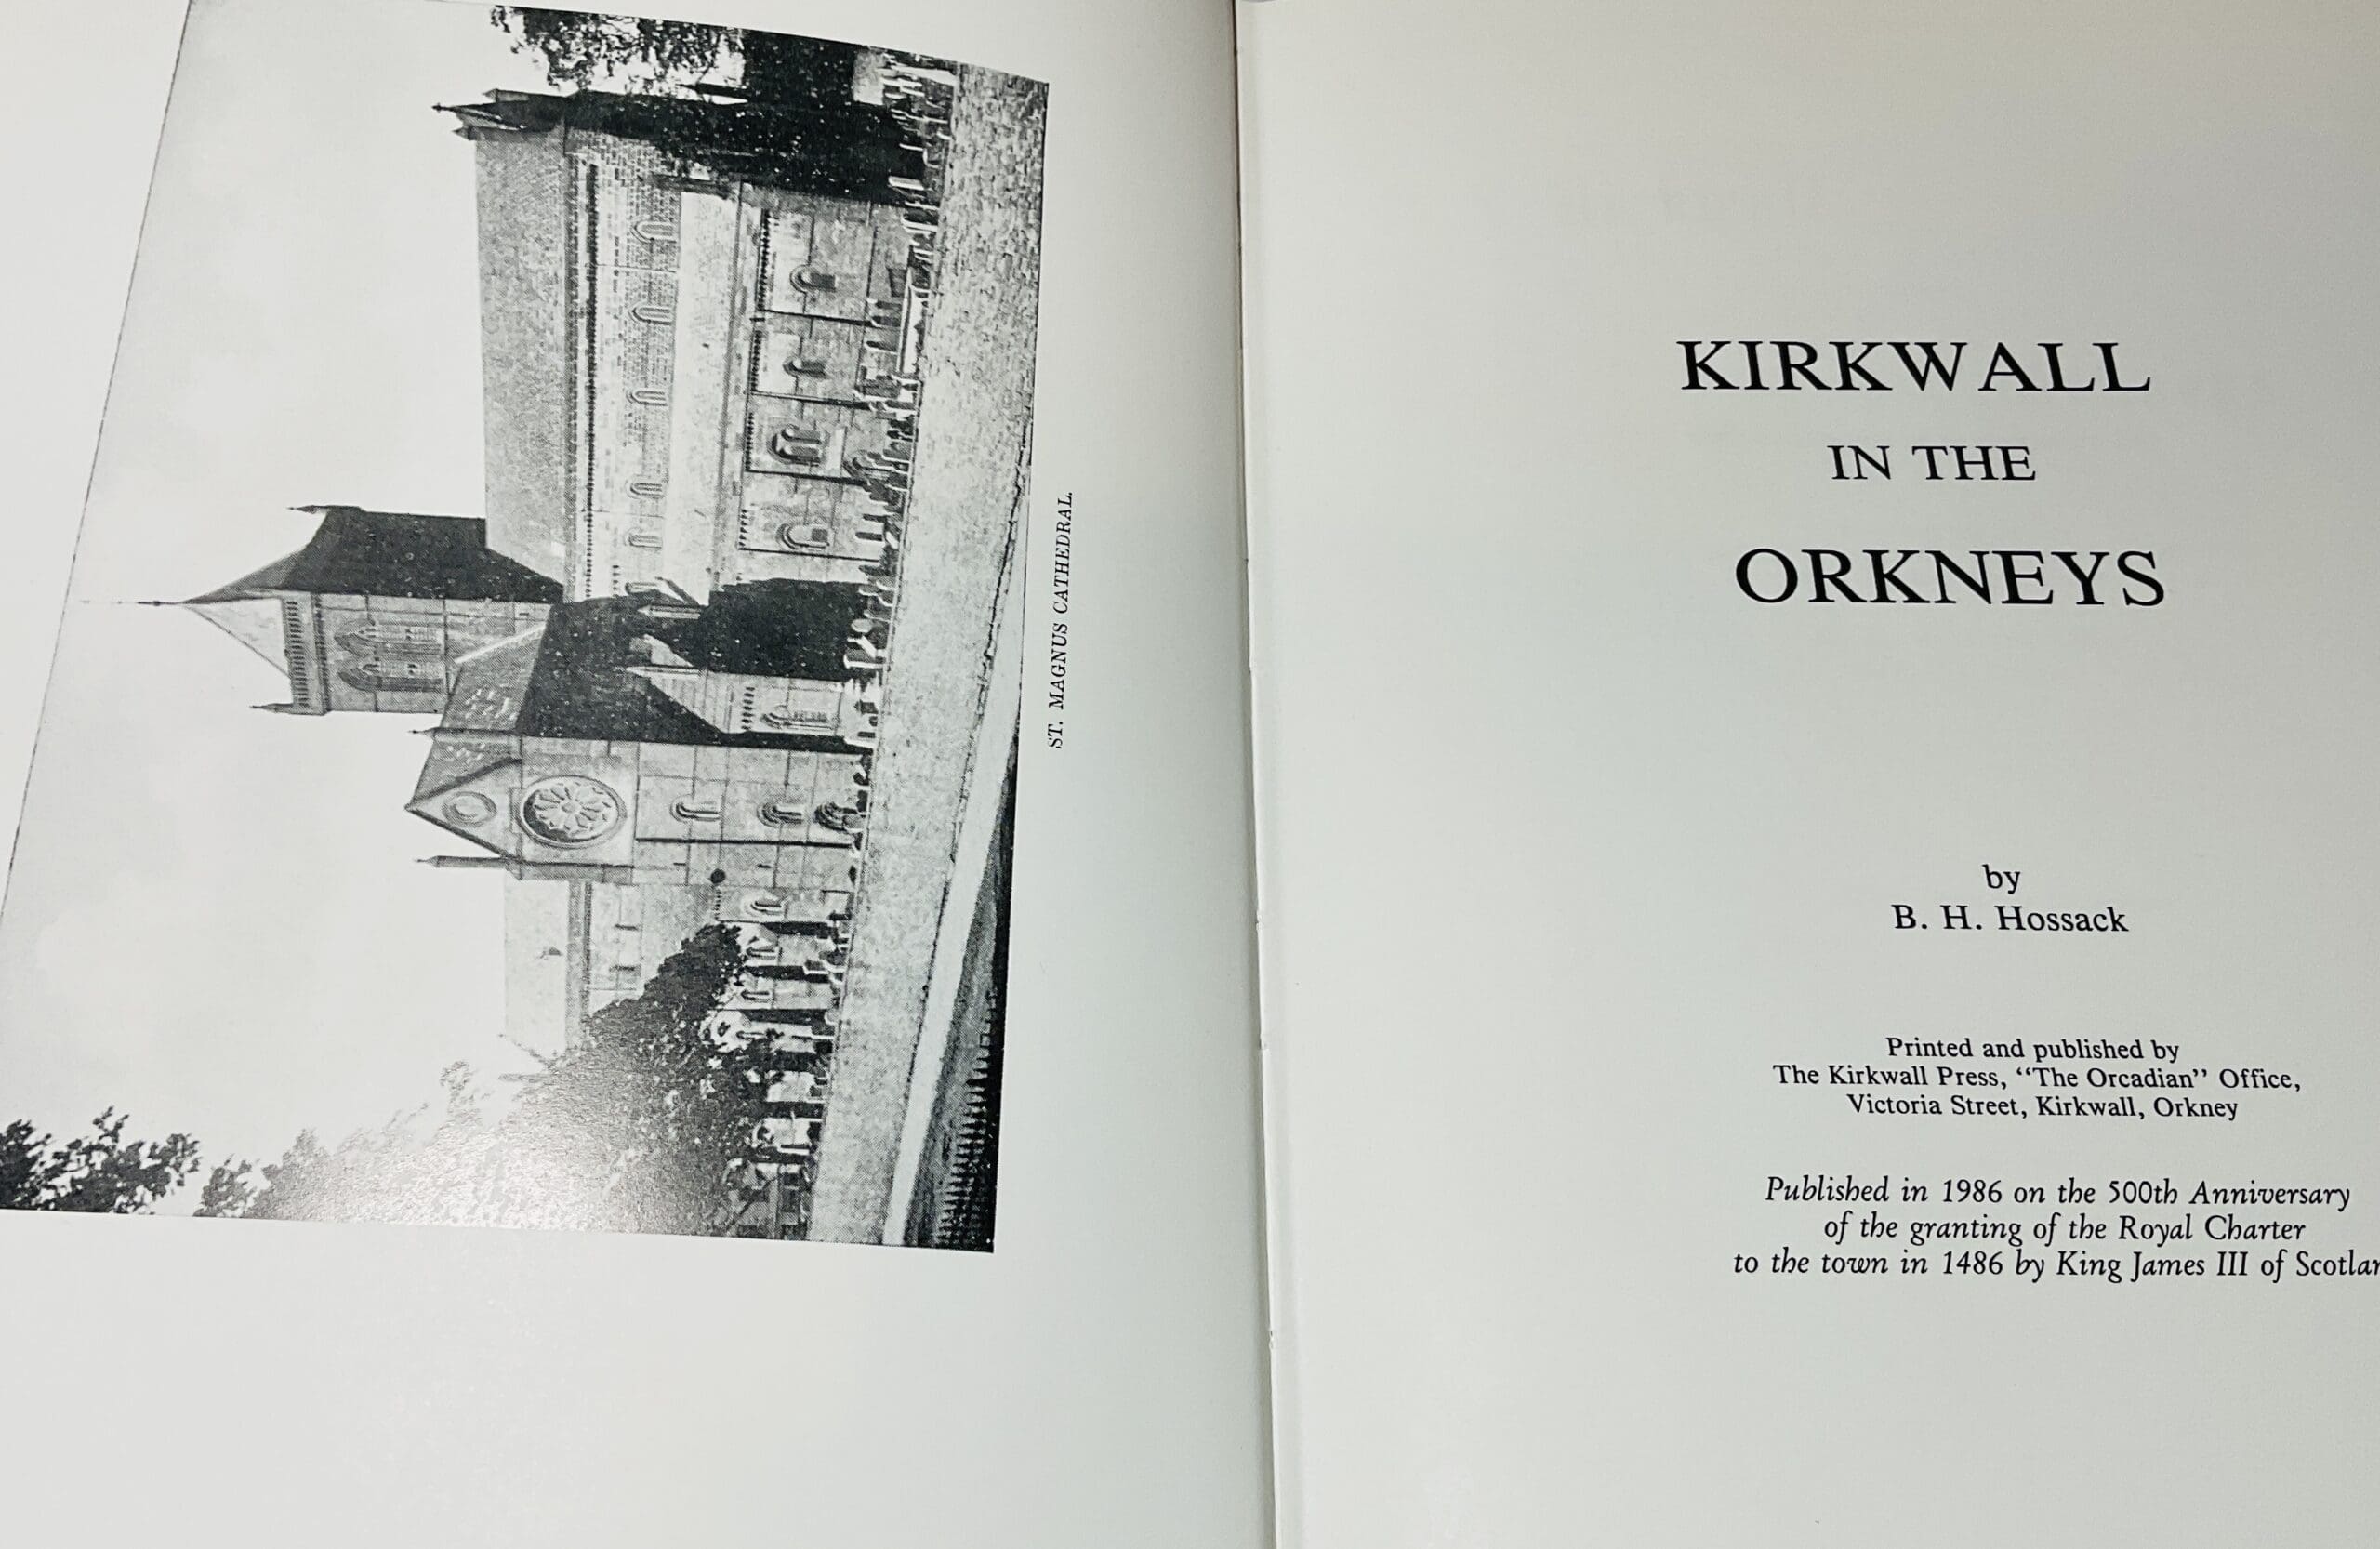 ST. MAGNUS CATHEDRAL.
KIRKWALL
IN THE
ORKNEYS
by
B. H. Hossack
Printed and published by
The Kirkwall Press, “The Orcadian” Office,
Victoria Street, Kirkwall, Orkney
Published in 1986 on the 500th Anniversary
of the granting of the Royal Charter
to the town in 1486 by King James III of